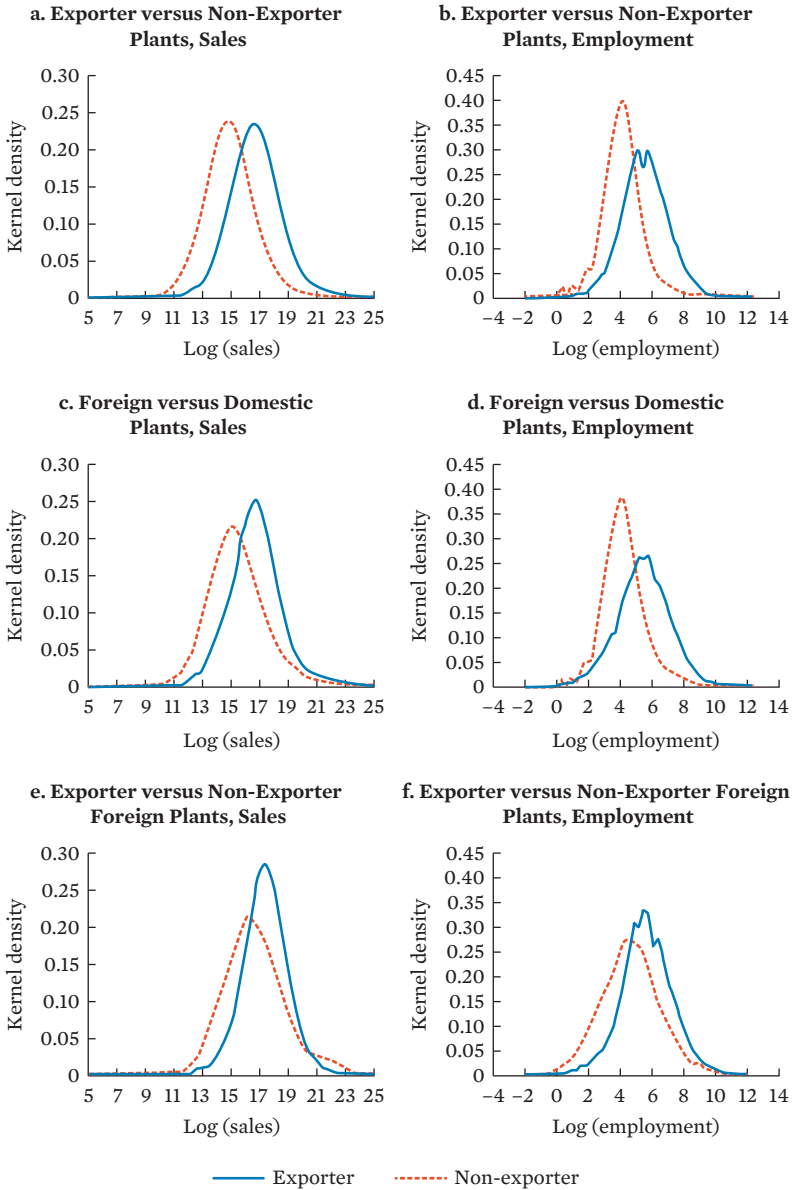 a. Exporter versus Non-Exporter
Plants, Sales
Kernel density
0.30
0.25
0.20
0.15
0.10
0.05
0
5 7 9 11 13 15 17 19 21 23 25
Log (sales)
b. Exporter versus Non-Exporter
Plants, Employment
Kernel density
0.45
0.40
0.35
0.30
0.25
0.20
0.15
0.10
0.05
0
−4 −2 0 2 4 6 8 10 12 14
Log (employment)
c. Foreign versus Domestic
Plants, Sales
Kernel density
0.30
0.25
0.20
0.15
0.10
0.05
0
5 7 9 11 13 15 17 19 21 23 25
Log (sales)
d. Foreign versus Domestic
Plants, Employment
Kernel density
0.45
0.40
0.35
0.30
0.25
0.20
0.15
0.10
0.05
0
−4 −2 0 2 4 6 8 10 12 14
Log (employment)
e. Exporter versus Non-Exporter
Foreign Plants, Sales
Kernel density
0.30
0.25
0.20
0.15
0.10
0.05
0
5 7 9 11 13 15 17 19 21 23 25
Log (sales)
f. Exporter versus Non-Exporter Foreign
Plants, Employment
Kernel density
0.45
0.40
0.35
0.30
0.25
0.20
0.15
0.10
0.05
0
−4 −2 0 2 4 6 8 10 12 14
Log (employment)
Exporter Non-exporter